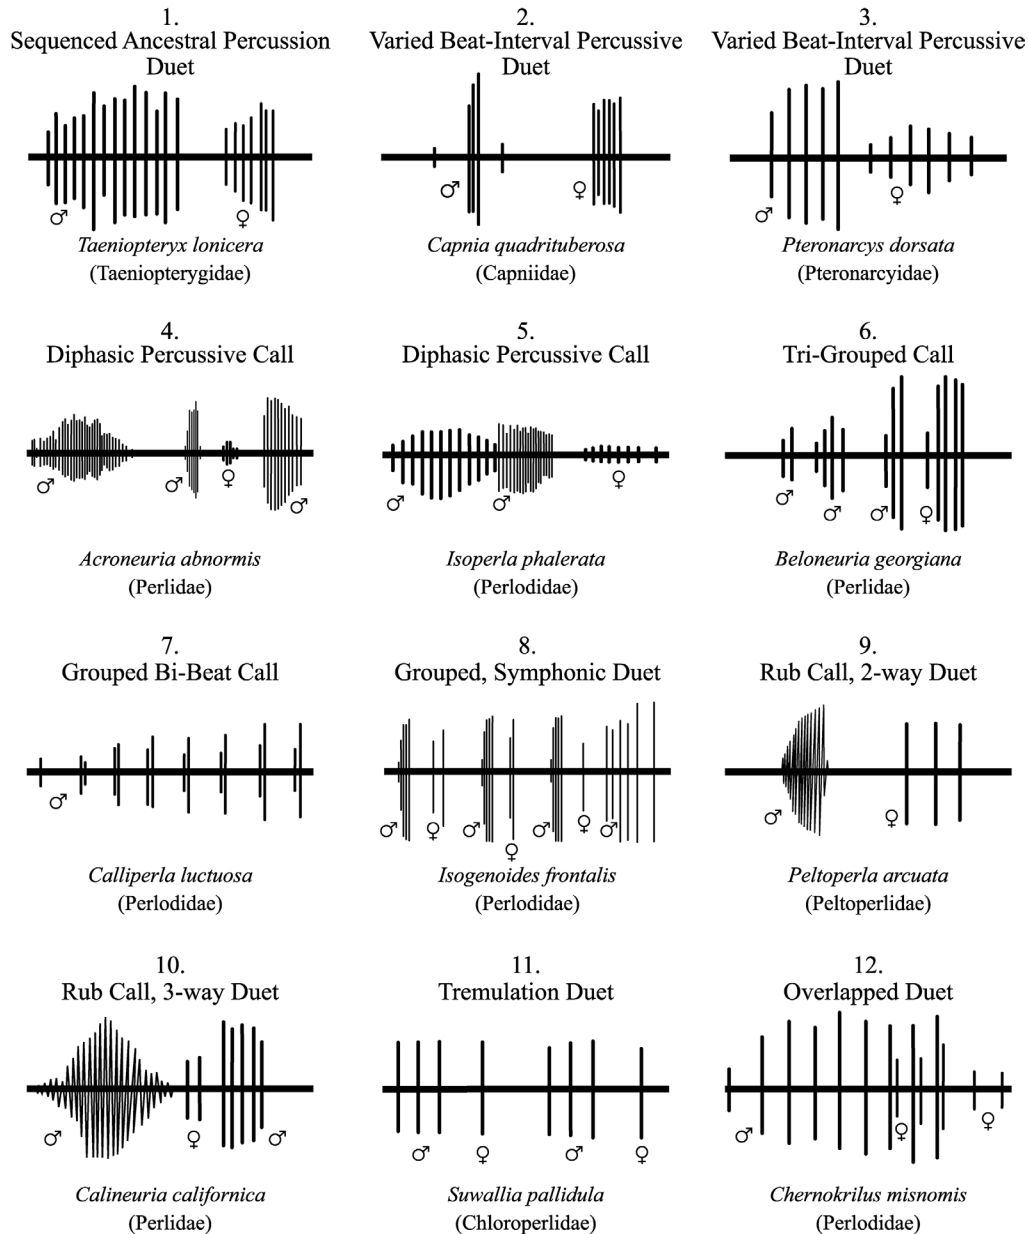 1.
Sequenced Ancestral Percussion
Duet
♂
♀
Taeniopteryx lonicera
(Taeniopterygidae)
2.
Varied Beat-Interval Percussive
Duet
♂
♀
Capnia quadrituberosa
(Capniidae)
3.
Varied Beat-Interval Percussive
Duet
♂
♀
Pteronarcys dorsata
(Pteronarcyidae)
4.
Diphasic Percussive Call
♂
♂
♀
♂
Acroneuria abnormis
(Perlidae)
5.
Diphasic Percussive Call
♂
♂
♀
Isoperla phalerata
(Perlodidae)
6.
Tri-Grouped Call
♂
♂
♂
♀
Beloneuria georgiana
(Perlidae)
7.
Grouped Bi-Beat Call
♂
Calliperla luctuosa
(Perlodidae)
8.
Grouped, Symphonic Duet
♂
♀
♂
♀
♂
♀
♂
Isogenoides frontalis
(Perlodidae)
9.
Rub Call, 2-way Duet
♂
♀
Peltoperla arcuata
(Peltoperlidae)
10.
Rub Call, 3-way Duet
♂
♀
♂
Calineuria californica
(Perlidae)
11.
Tremulation Duet
♂
♀
♂
♀
Suwallia pallidula
(Chloroperlidae)
12.
Overlapped Duet
♂
♀
♀
Chernokrilus misnomis
(Perlodidae)